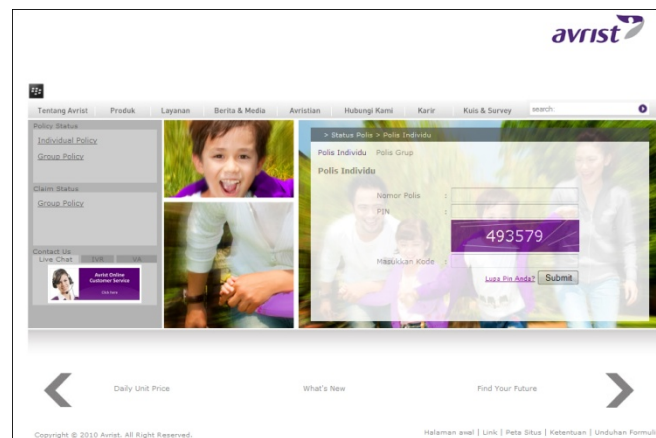 avrist
Tentang Avrist Produk Layanan Berita & Media Avristian Hubungi Kami Karir Kuis & Survey search:
Policy Status
Individual Policy
Group Policy
Claim Status
Group Policy
Contact Us
Live Chat IVR VA
Avrist Online
Customer Service
Click here
> Status Polis > Polis Individu
Polis Individu Polis Grup
Polis Individu
Nomor Polis :
PIN :
493579
Masukkan Kode :
Lupa Pin Anda? Submit
Daily Unit Price What's New Find Your Future
Copyright © 2010 Avrist. All Right Reserved. Halaman awal | Link | Peta Situs | Ketentuan | Unduhan Formuli